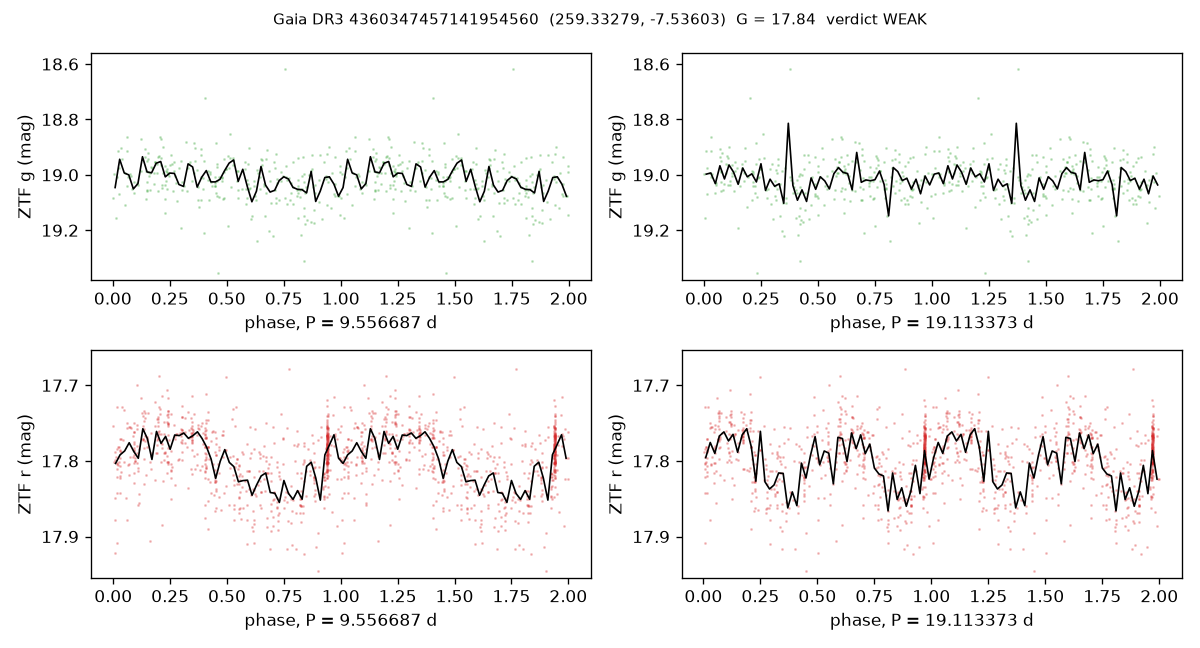 Gaia DR3 4360347457141954560 (259.33279, -7.53603) G = 17.84 verdict WEAK
ZTF g (mag)
18.6
18.8
19.0
19.2
0.00 0.25 0.50 0.75 1.00 1.25 1.50 1.75 2.00
phase, P = 9.556687 d
ZTF g (mag)
18.6
18.8
19.0
19.2
0.00 0.25 0.50 0.75 1.00 1.25 1.50 1.75 2.00
phase, P = 19.113373 d
ZTF r (mag)
17.7
17.8
17.9
0.00 0.25 0.50 0.75 1.00 1.25 1.50 1.75 2.00
phase, P = 9.556687 d
ZTF r (mag)
17.7
17.8
17.9
0.00 0.25 0.50 0.75 1.00 1.25 1.50 1.75 2.00
phase, P = 19.113373 d